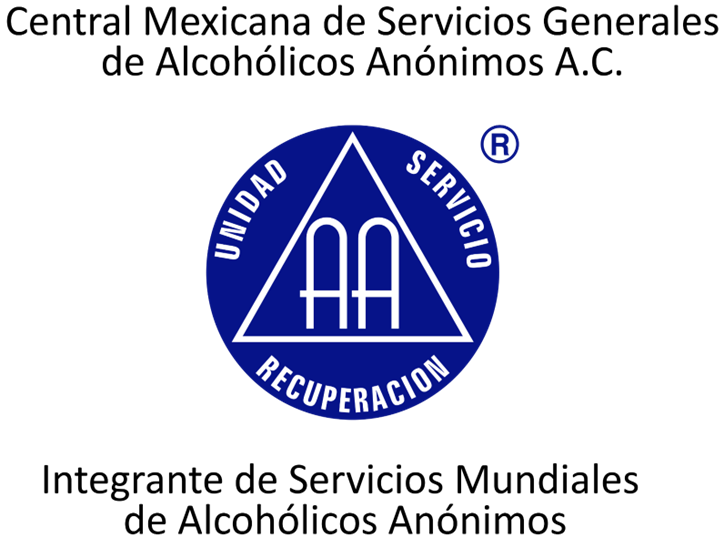 Central Mexicana de Servicios Generales
de Alcohólicos Anónimos A.C.
®
UNIDAD
SERVICIO
AA
RECUPERACION
Integrante de Servicios Mundiales
de Alcohólicos Anónimos